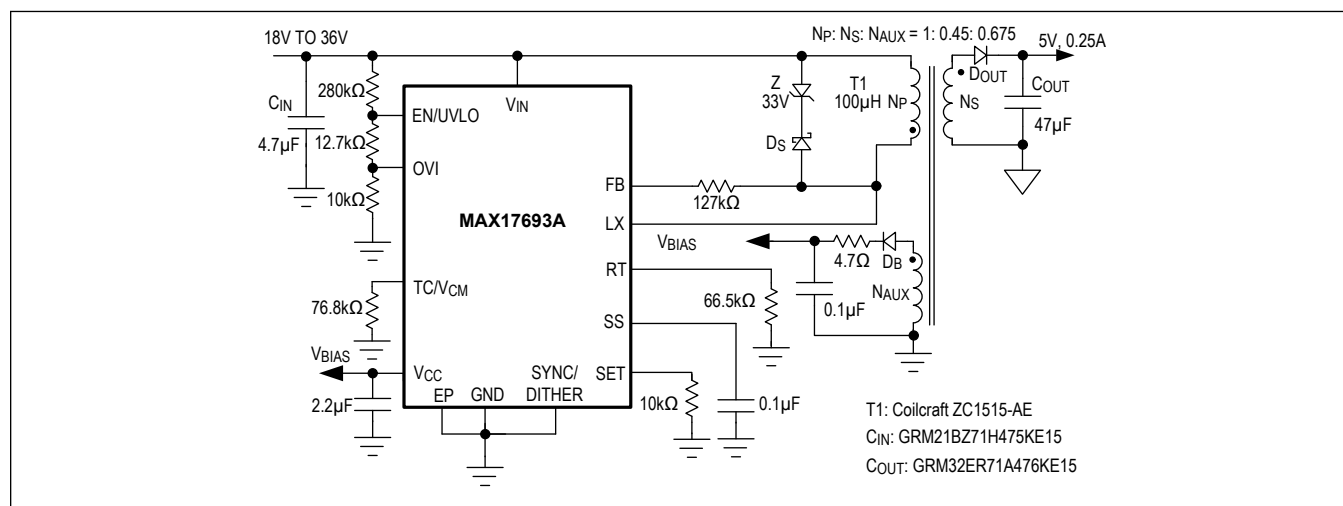 18V TO 36V
NP: NS: NAUX = 1: 0.45: 0.675
5V, 0.25A
280kΩ
CIN
4.7µF
12.7kΩ
10kΩ
EN/UVLO
OVI
VIN
Z
33V
DS
T1
100µH NP
NS
DOUT
COUT
47µF
FB
127kΩ
LX
MAX17693A
VBIAS
4.7Ω
DB
NAUX
0.1µF
RT
66.5kΩ
TC/VCM
76.8kΩ
SS
0.1µF
VBIAS
VCC
2.2µF
EP
GND
SYNC/
DITHER
SET
10kΩ
T1: Coilcraft ZC1515-AE
CIN: GRM21BZ71H475KE15
COUT: GRM32ER71A476KE15